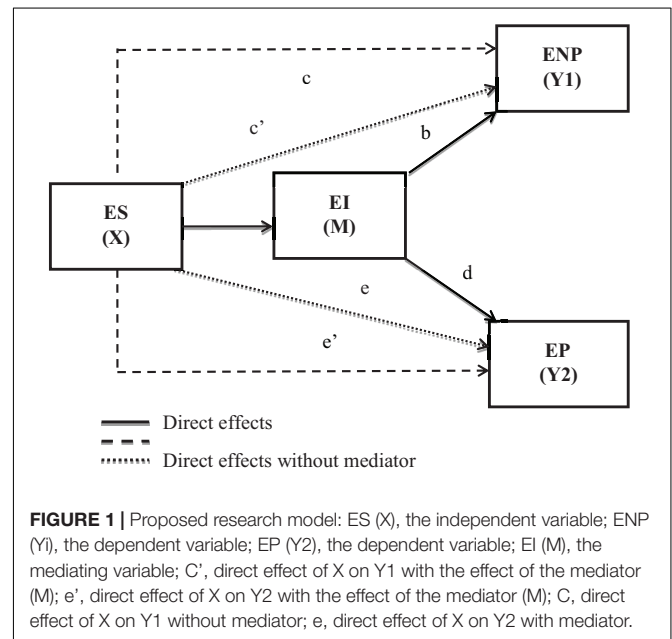 ENP
(Y1)
c
c'
b
ES
(X)
EI
(M)
e
d
e'
EP
(Y2)
Direct effects
Direct effects without mediator
FIGURE 1 | Proposed research model: ES (X), the independent variable; ENP
(Yi), the dependent variable; EP (Y2), the dependent variable; EI (M), the
mediating variable; C', direct effect of X on Y1 with the effect of the mediator
(M); e', direct effect of X on Y2 with the effect of the mediator (M); C, direct
effect of X on Y1 without mediator; e, direct effect of X on Y2 with mediator.